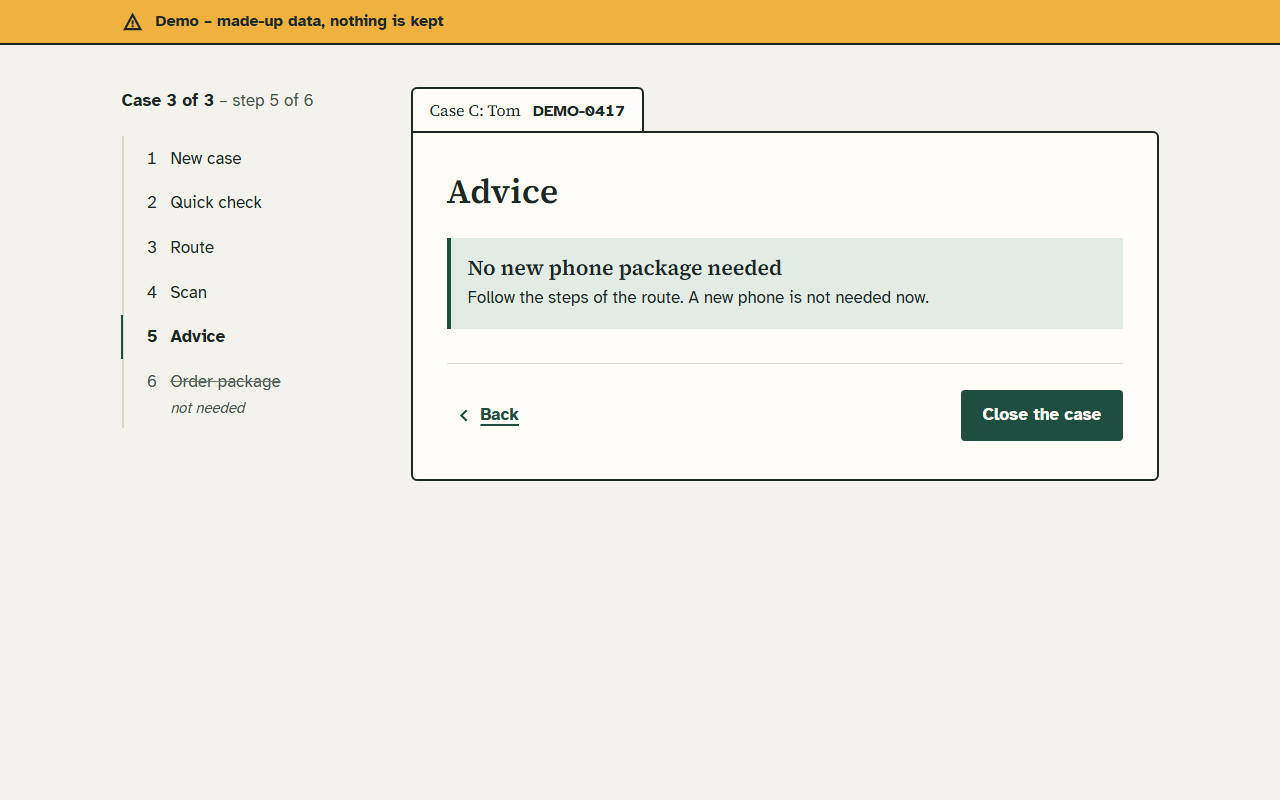 Demo – made-up data, nothing is kept
Case 3 of 3 – step 5 of 6
1 New case
2 Quick check
3 Route
4 Scan
5 Advice
6 Order package
not needed
Case C: Tom DEMO-0417
Advice
No new phone package needed
Follow the steps of the route. A new phone is not needed now.
Back
Close the case